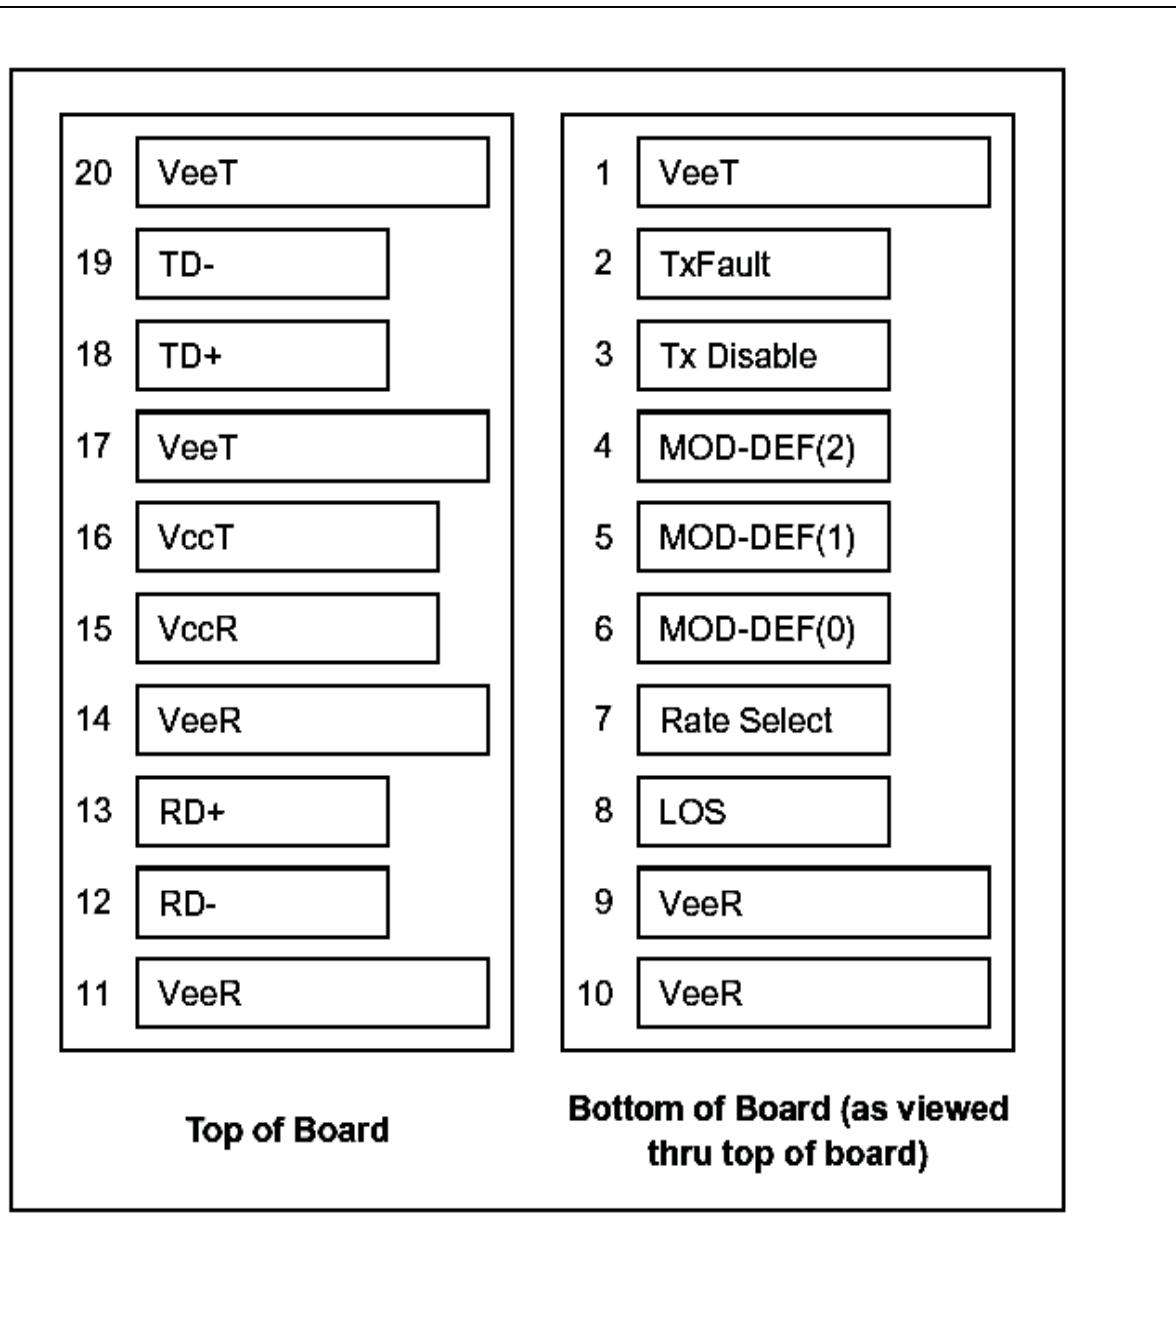 20 VeeT
19 TD-
18 TD+
17 VeeT
16 VccT
15 VccR
14 VeeR
13 RD+
12 RD-
11 VeeR
Top of Board
1 VeeT
2 TxFault
3 Tx Disable
4 MOD-DEF(2)
5 MOD-DEF(1)
6 MOD-DEF(0)
7 Rate Select
8 LOS
9 VeeR
10 VeeR
Bottom of Board (as viewed
thru top of board)